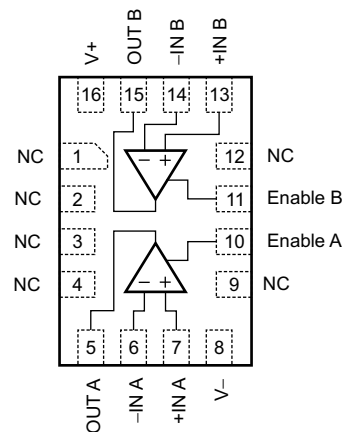 V+
OUT B
–IN B
+IN B
16
15
14
13
NC
1
12
NC
– +
NC
2
11
Enable B
NC
3
10
Enable A
NC
4
9
NC
– +
5
6
7
8
OUT A
–IN A
+IN A
V–